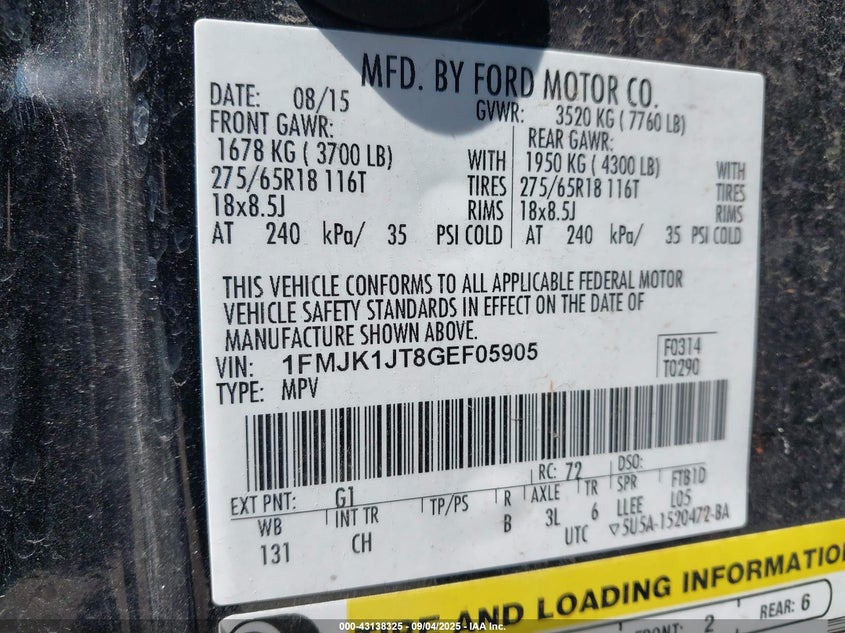 MFD. BY FORD MOTOR CO.
DATE: 08/15 GVWR: 3520 KG ( 7760 LB)
FRONT GAWR: REAR GAWR:
1678 KG ( 3700 LB) WITH 1950 KG ( 4300 LB) WITH
275/65R18 116T TIRES 275/65R18 116T TIRES
18x8.5J RIMS 18x8.5J RIMS
AT 240 kPa/ 35 PSI COLD AT 240 kPa/ 35 PSI COLD
THIS VEHICLE CONFORMS TO ALL APPLICABLE FEDERAL MOTOR
VEHICLE SAFETY STANDARDS IN EFFECT ON THE DATE OF
MANUFACTURE SHOWN ABOVE.
VIN: 1FMJK1JT8GEF05905 F0314
TYPE: MPV T0290
EXT PNT: G1 RC: 72 DSO:
WB INT TR TP/PS R AXLE TR SPR FTB1D
131 CH B 3L 6 LLEE L05
UTC ▽5U5A-1520472-BA
AND LOADING INFORMATION
FRONT: 2 REAR: 6
000-43138325 - 09/04/2025 - IAA Inc.